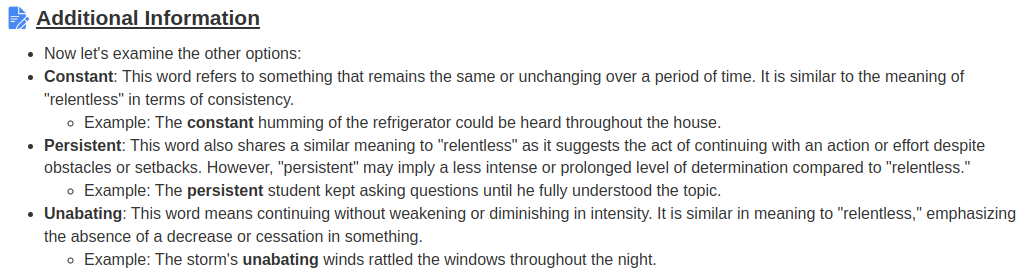 Additional Information
Now let's examine the other options:
Constant: This word refers to something that remains the same or unchanging over a period of time. It is similar to the meaning of
"relentless" in terms of consistency.
Example: The constant humming of the refrigerator could be heard throughout the house.
Persistent: This word also shares a similar meaning to "relentless" as it suggests the act of continuing with an action or effort despite
obstacles or setbacks. However, "persistent" may imply a less intense or prolonged level of determination compared to "relentless."
Example: The persistent student kept asking questions until he fully understood the topic.
Unabating: This word means continuing without weakening or diminishing in intensity. It is similar in meaning to "relentless," emphasizing
the absence of a decrease or cessation in something.
Example: The storm's unabating winds rattled the windows throughout the night.